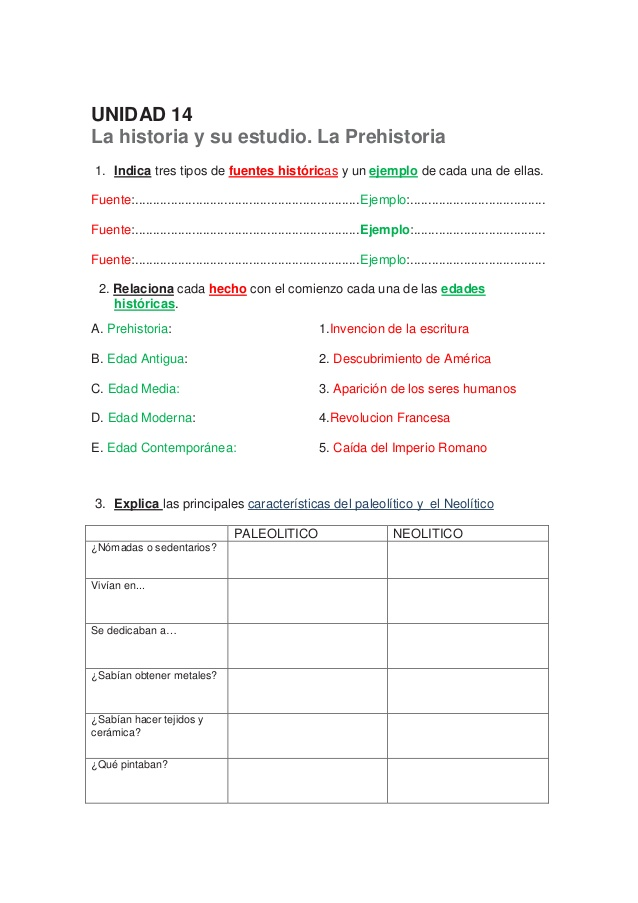 UNIDAD 14
La historia y su estudio. La Prehistoria
1. Indica tres tipos de fuentes históricas y un ejemplo de cada una de ellas.
Fuente:..............................................................Ejemplo:.....................................
Fuente:..............................................................Ejemplo:....................................
Fuente:..............................................................Ejemplo:.....................................
2. Relaciona cada hecho con el comienzo cada una de las edades
históricas.
A. Prehistoria: 1.Invencion de la escritura
B. Edad Antigua: 2. Descubrimiento de América
C. Edad Media: 3. Aparición de los seres humanos
D. Edad Moderna: 4.Revolucion Francesa
E. Edad Contemporánea: 5. Caída del Imperio Romano
3. Explica las principales características del paleolítico y el Neolítico
PALEOLITICO NEOLITICO
¿Nómadas o sedentarios?
Vivían en...
Se dedicaban a…
¿Sabían obtener metales?
¿Sabían hacer tejidos y
cerámica?
¿Qué pintaban?